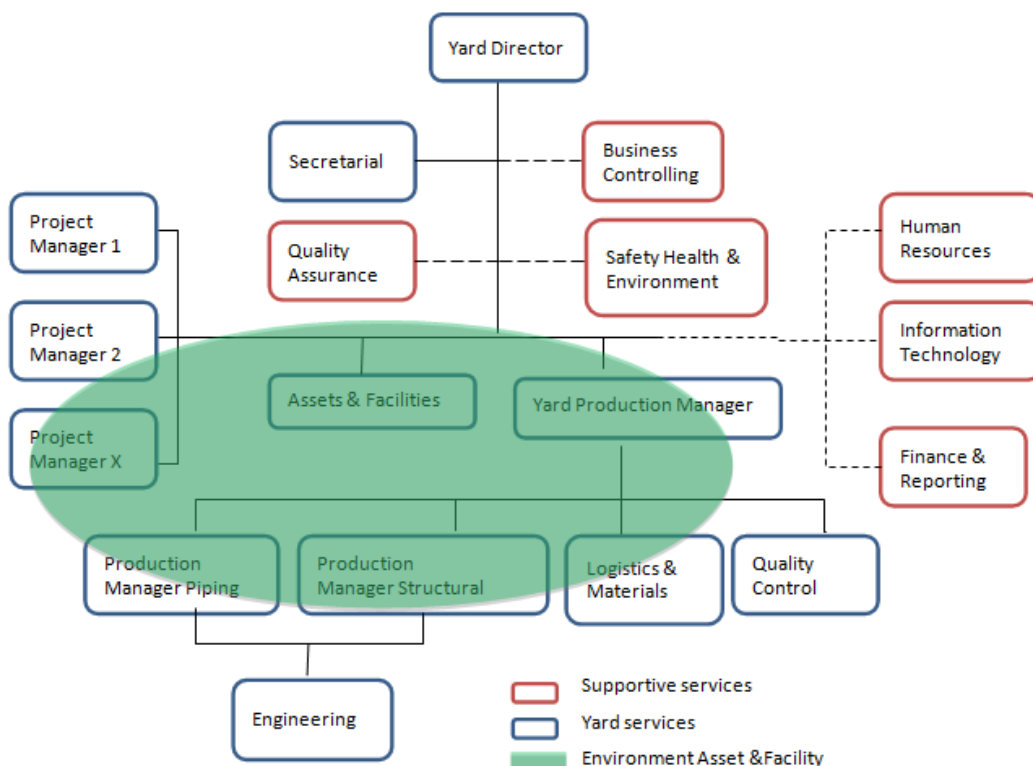 Yard Director
Secretarial
Business
Controlling
Project
Manager 1
Quality
Assurance
Safety Health &
Environment
Human
Resources
Project
Manager 2
Information
Technology
Assets & Facilities
Yard Production Manager
Project
Manager X
Finance &
Reporting
Production
Manager Piping
Production
Manager Structural
Logistics &
Materials
Quality
Control
Engineering
Supportive services
Yard services
Environment Asset &Facility